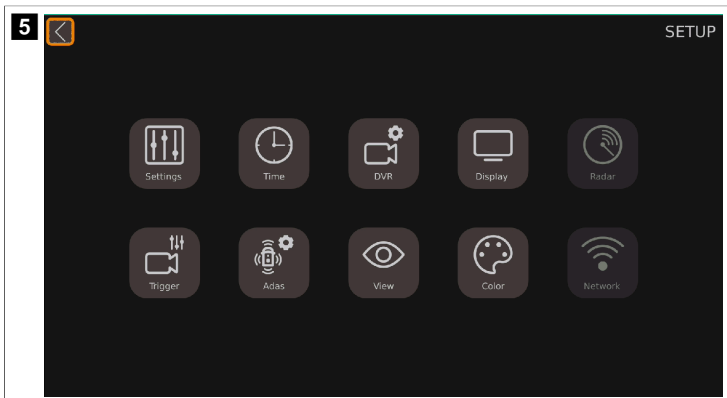 5
SETUP
Settings Time DVR Display Radar
Trigger Adas View Color Network